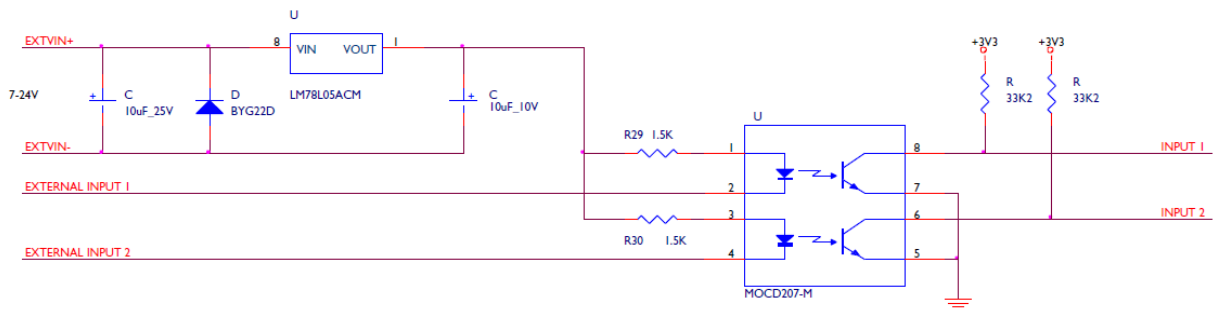 U
EXTVIN+
8
VIN
VOUT
1
LM78L05ACM
7-24V
+
C
10uF_25V
D
BYG22D
+
C
10uF_10V
EXTVIN-
+3V3
+3V3
R
33K2
R
33K2
U
R29 1.5K
1
8
INPUT 1
EXTERNAL INPUT 1
2
7
3
6
INPUT 2
R30 1.5K
EXTERNAL INPUT 2
4
5
MOCD207-M